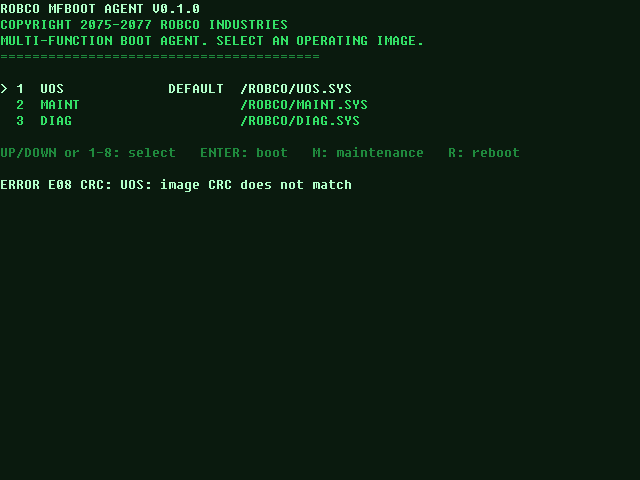 ROBCO MFBOOT AGENT V0.1.0
COPYRIGHT 2075-2077 ROBCO INDUSTRIES
MULTI-FUNCTION BOOT AGENT. SELECT AN OPERATING IMAGE.
========================================
> 1  UOS             DEFAULT  /ROBCO/UOS.SYS
  2  MAINT                    /ROBCO/MAINT.SYS
  3  DIAG                     /ROBCO/DIAG.SYS
UP/DOWN or 1-8: select   ENTER: boot   M: maintenance   R: reboot
ERROR E08 CRC: UOS: image CRC does not match